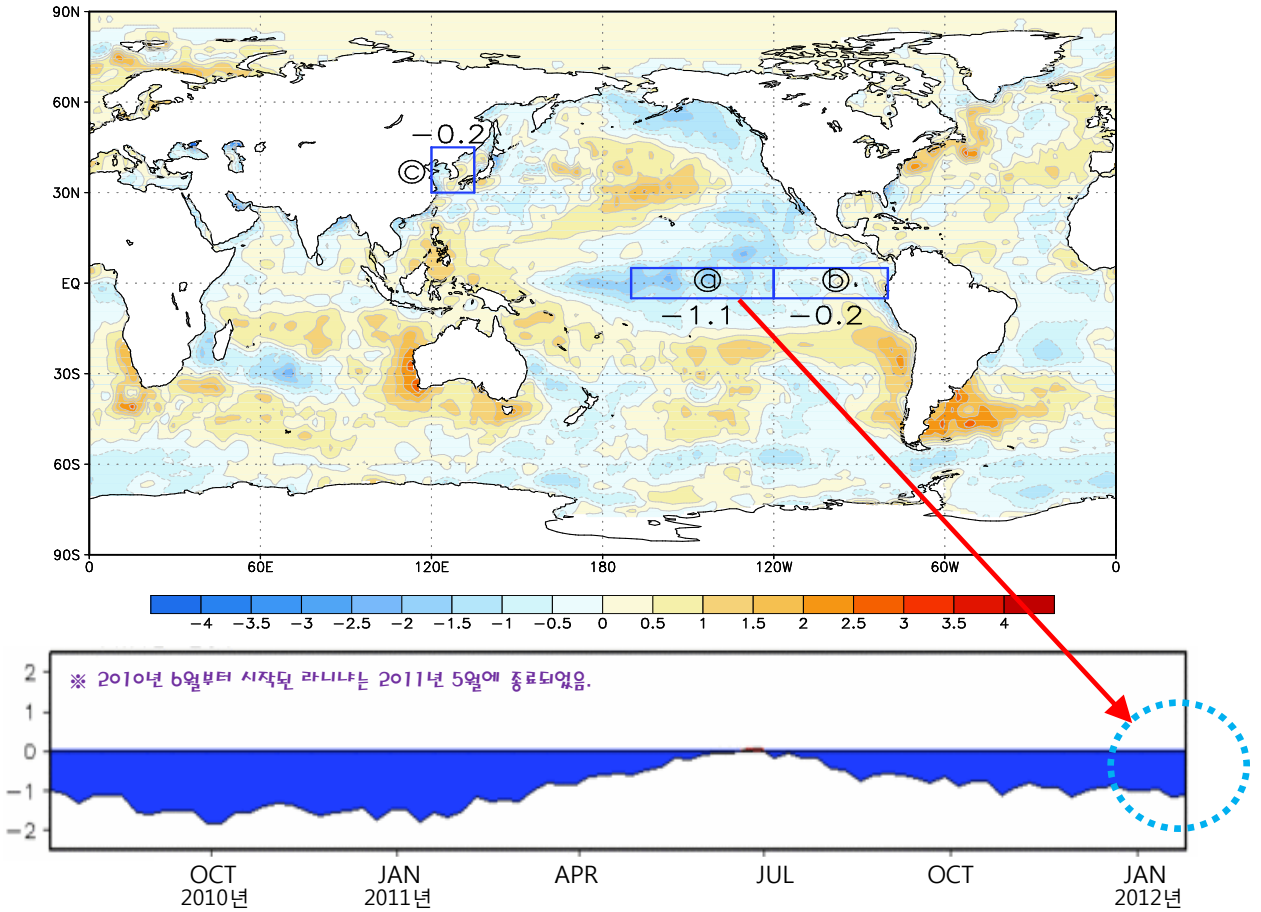 90N
60N
30N
EQ
30S
60S
90S
-0.2
ⓒ
ⓐ
ⓑ
-1.1
-0.2
0 60E 120E 180 120W 60W 0
-4 -3.5 -3 -2.5 -2 -1.5 -1 -0.5 0 0.5 1 1.5 2 2.5 3 3.5 4
※ 2010년 6월부터 시작된 라니냐는 2011년 5월에 종료되었음.
2
1
0
-1
-2
OCT JAN APR JUL OCT JAN
2010년 2011년 2012년